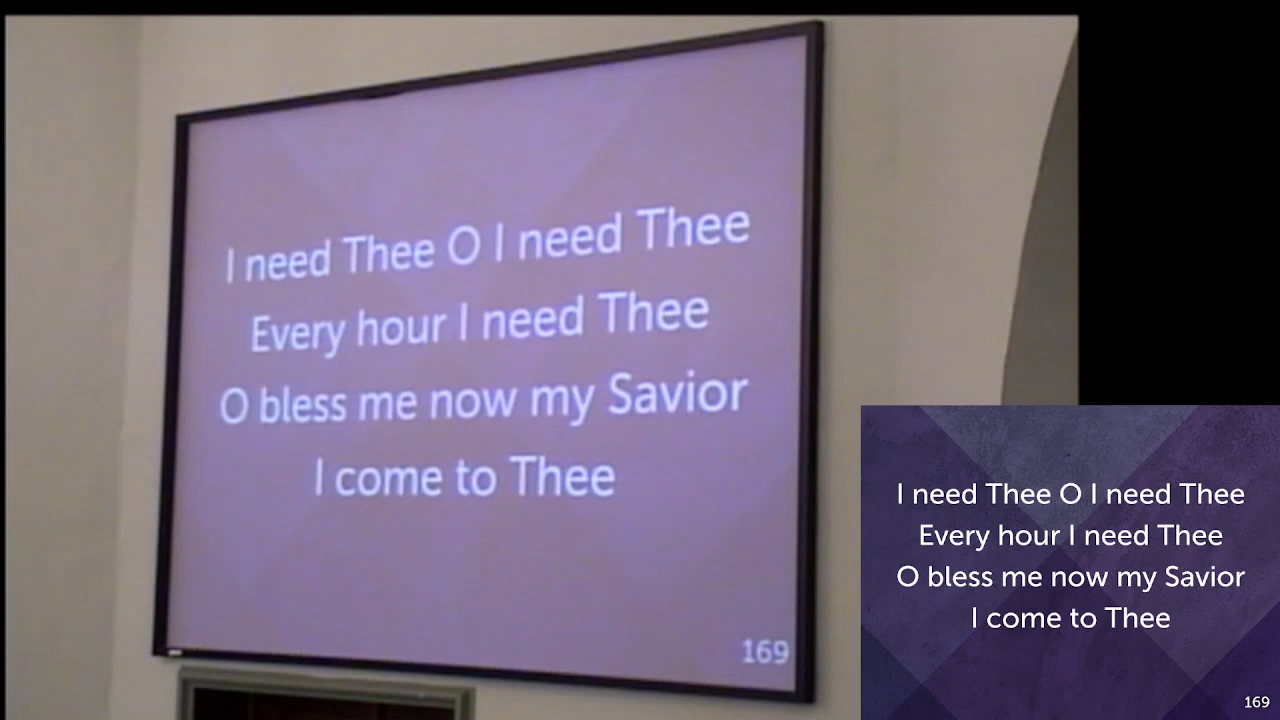 I need Thee O I need Thee
Every hour I need Thee
O bless me now my Savior
I come to Thee
169
I need Thee O I need Thee
Every hour I need Thee
O bless me now my Savior
I come to Thee
169